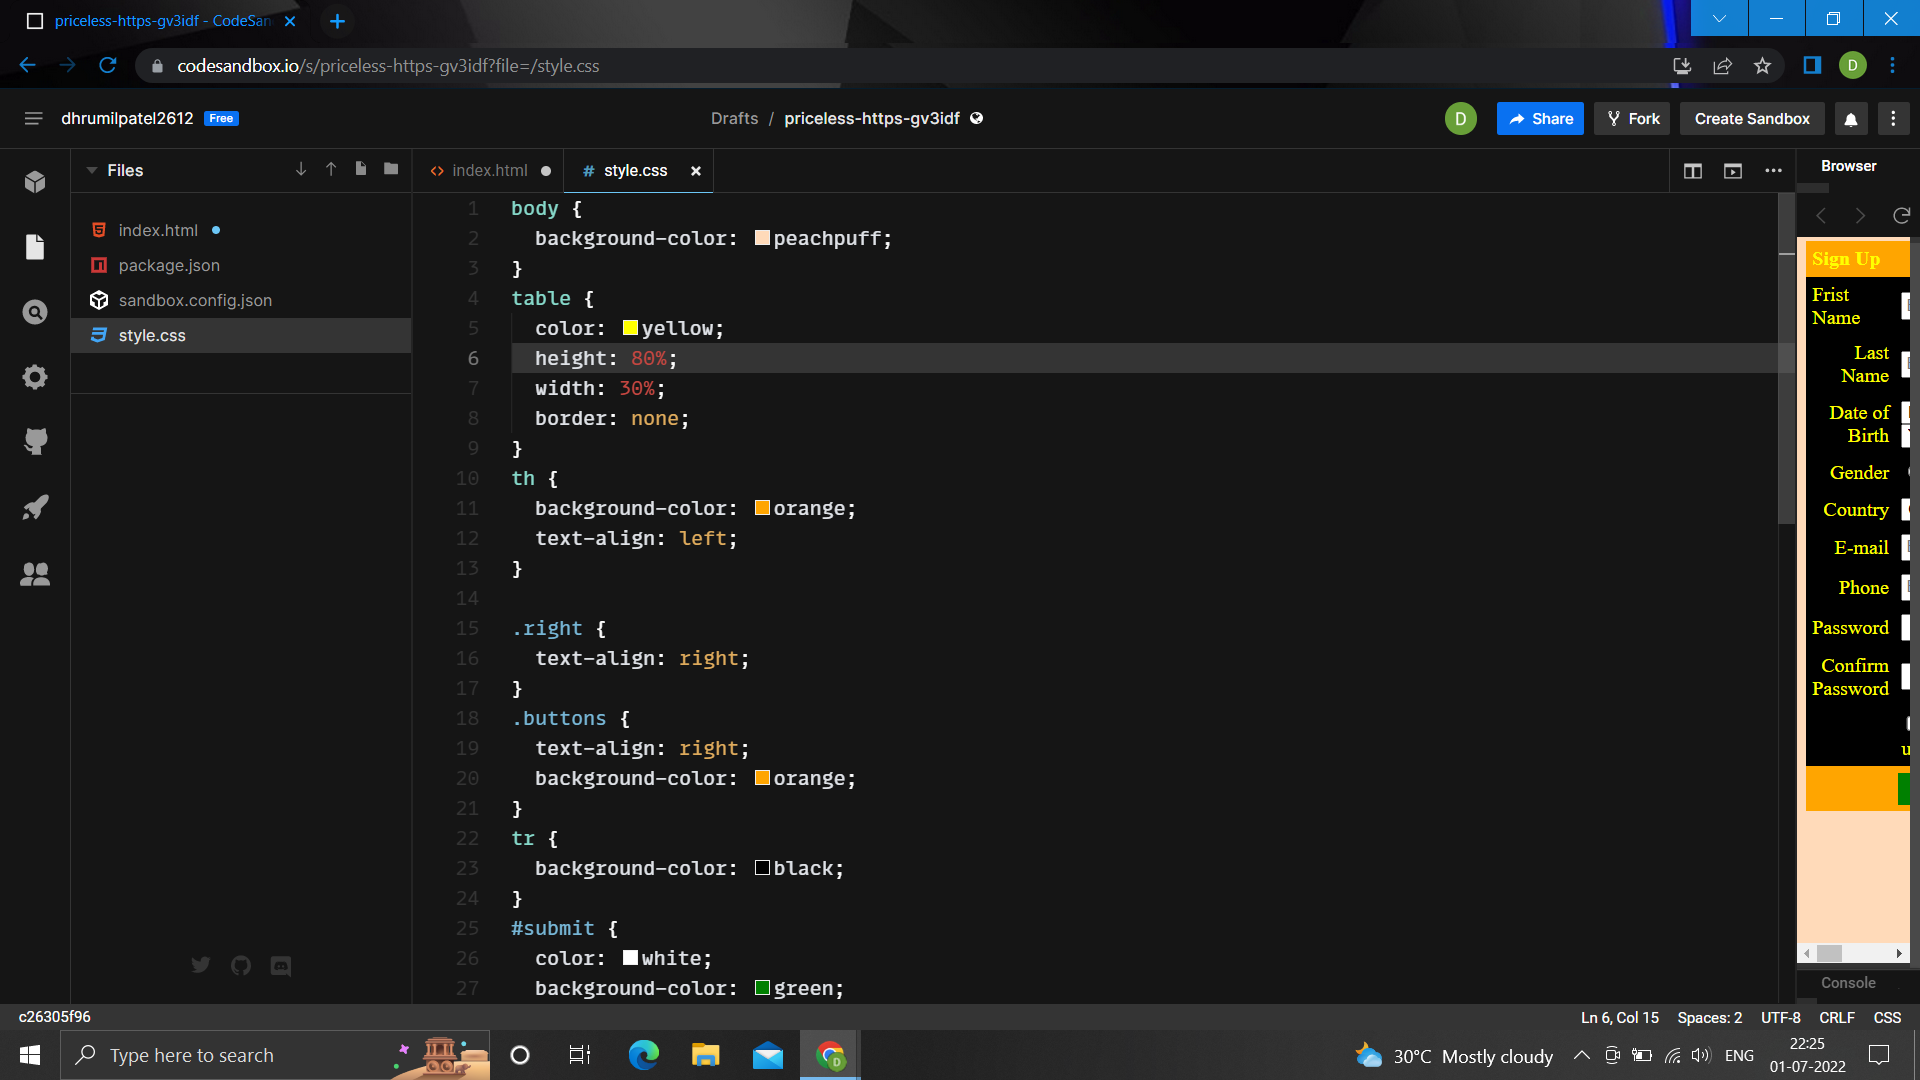 priceless-https-gv3idf - CodeSan
codesandbox.io/s/priceless-https-gv3idf?file=/style.css
D
dhrumilpatel2612 Free
Drafts / priceless-https-gv3idf
D
Share
Fork
Create Sandbox
Files
index.html
style.css
Browser
index.html
package.json
sandbox.config.json
style.css
1 body {
2 background-color: peachpuff;
3 }
4 table {
5 color: yellow;
6 height: 80%;
7 width: 30%;
8 border: none;
9 }
10 th {
11 background-color: orange;
12 text-align: left;
13 }
14
15 .right {
16 text-align: right;
17 }
18 .buttons {
19 text-align: right;
20 background-color: orange;
21 }
22 tr {
23 background-color: black;
24 }
25 #submit {
26 color: white;
27 background-color: green;
Sign Up
Frist
Name
Last
Name
Date of
Birth
Gender
Country
E-mail
Phone
Password
Confirm
Password
Console
c26305f96
Ln 6, Col 15 Spaces: 2 UTF-8 CRLF CSS
Type here to search
D
30°C Mostly cloudy
ENG
22:25
01-07-2022